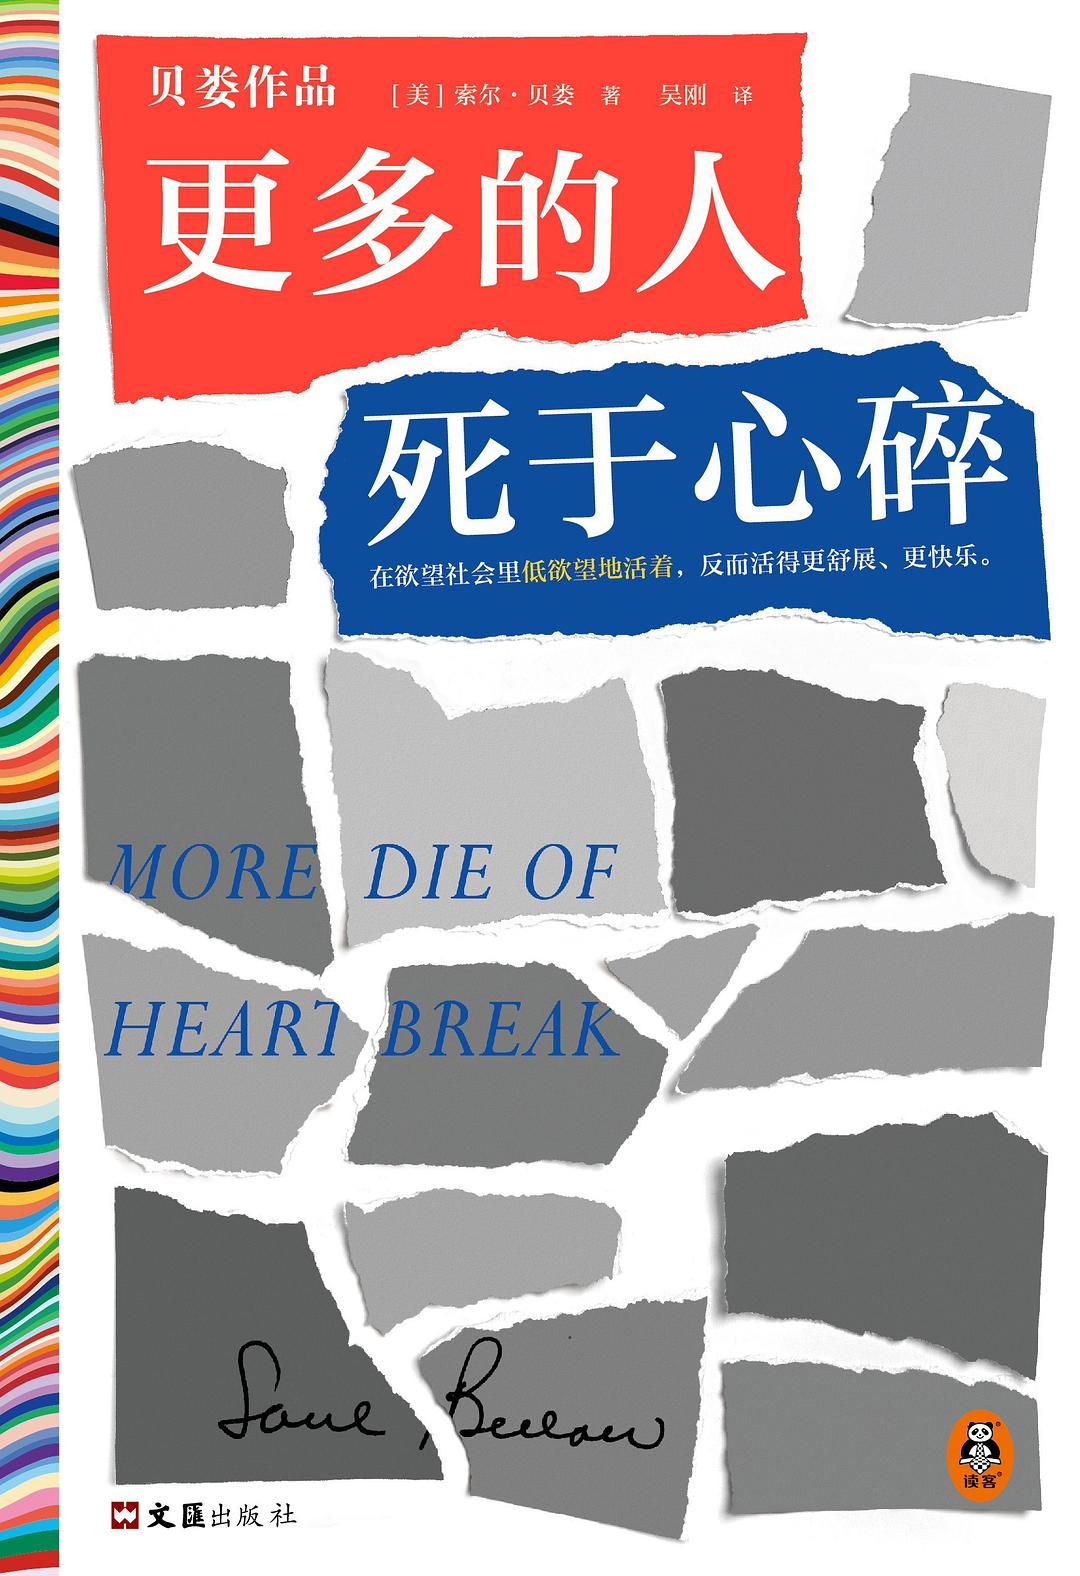 贝娄作品
[美] 索尔·贝娄 著 吴刚 译
更多的人
死于心碎
在欲望社会里低欲望地活着，反而活得更舒展、更快乐。
MORE DIE OF
HEART BREAK
Saul Bellow
读客®
文匯出版社